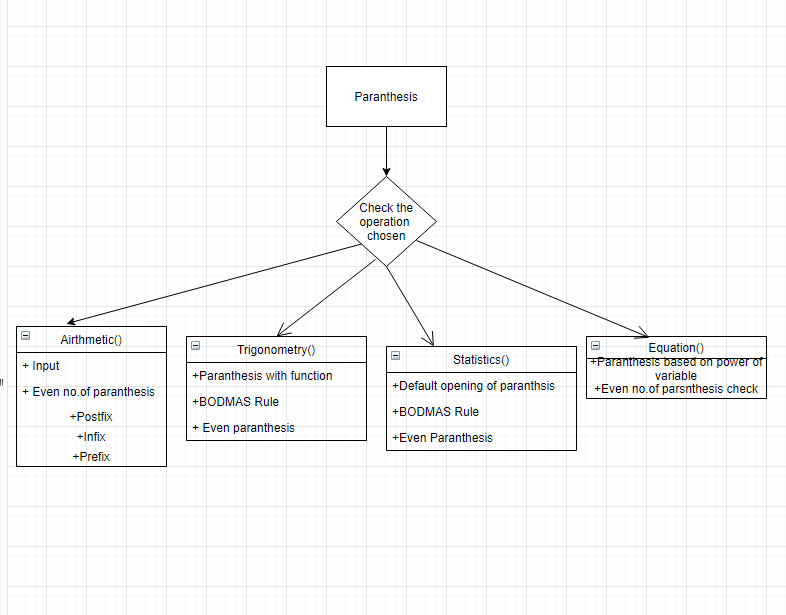 Paranthesis
Check the
operation
chosen
Airthmetic()
+ Input
+ Even no.of paranthesis
+Postfix
+Infix
+Prefix
Trigonometry()
+Paranthesis with function
+BODMAS Rule
+ Even paranthesis
Statistics()
+Default opening of paranthsis
+BODMAS Rule
+Even Paranthesis
Equation()
+Paranthesis based on power of
variable
+Even no.of parsnthesis check